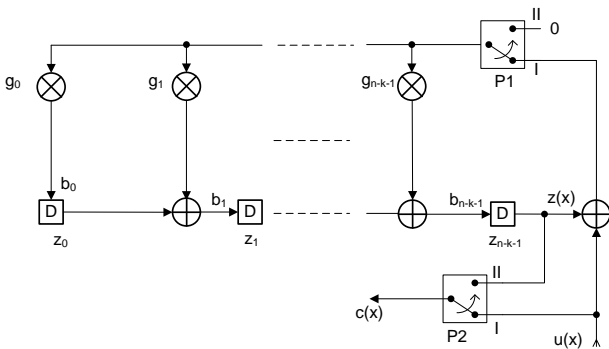 II
0
I
P1
g0
g1
gn-k-1
b0
b1
bn-k-1
z(x)
D
D
D
z0
z1
zn-k-1
II
c(x)
I
P2
u(x)